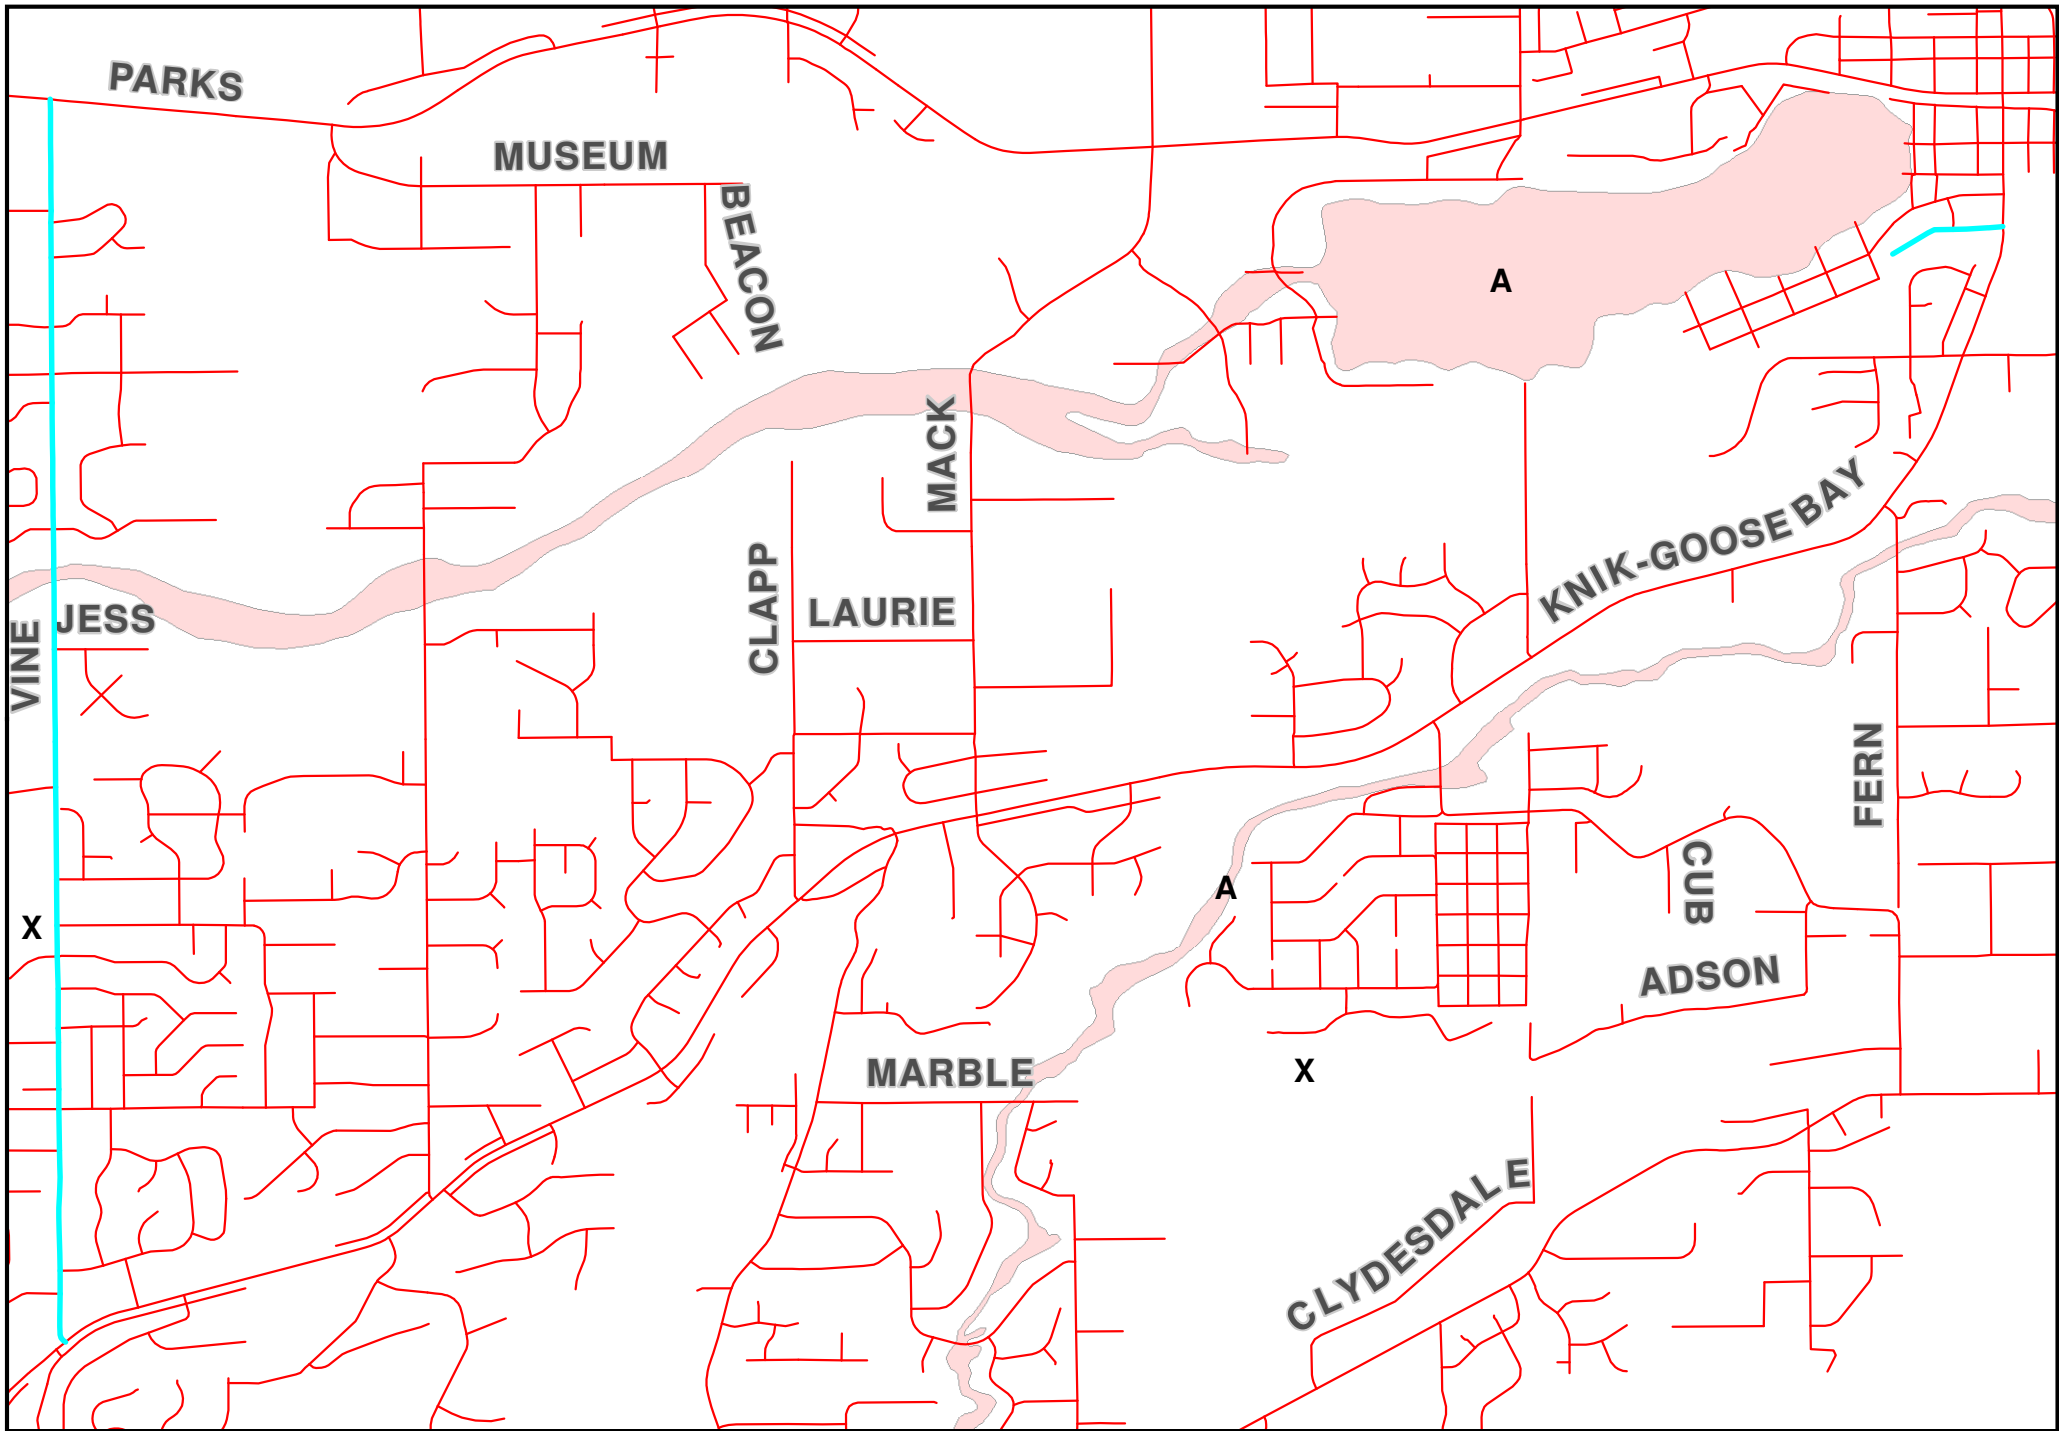 PARKS
MUSEUM
BEACON
A
MACK
KNIK-GOOSE BAY
CLAPP
LAURIE
JESS
VINE
FERN
CUB
A
X
ADSON
MARBLE
X
CLYDESDALE